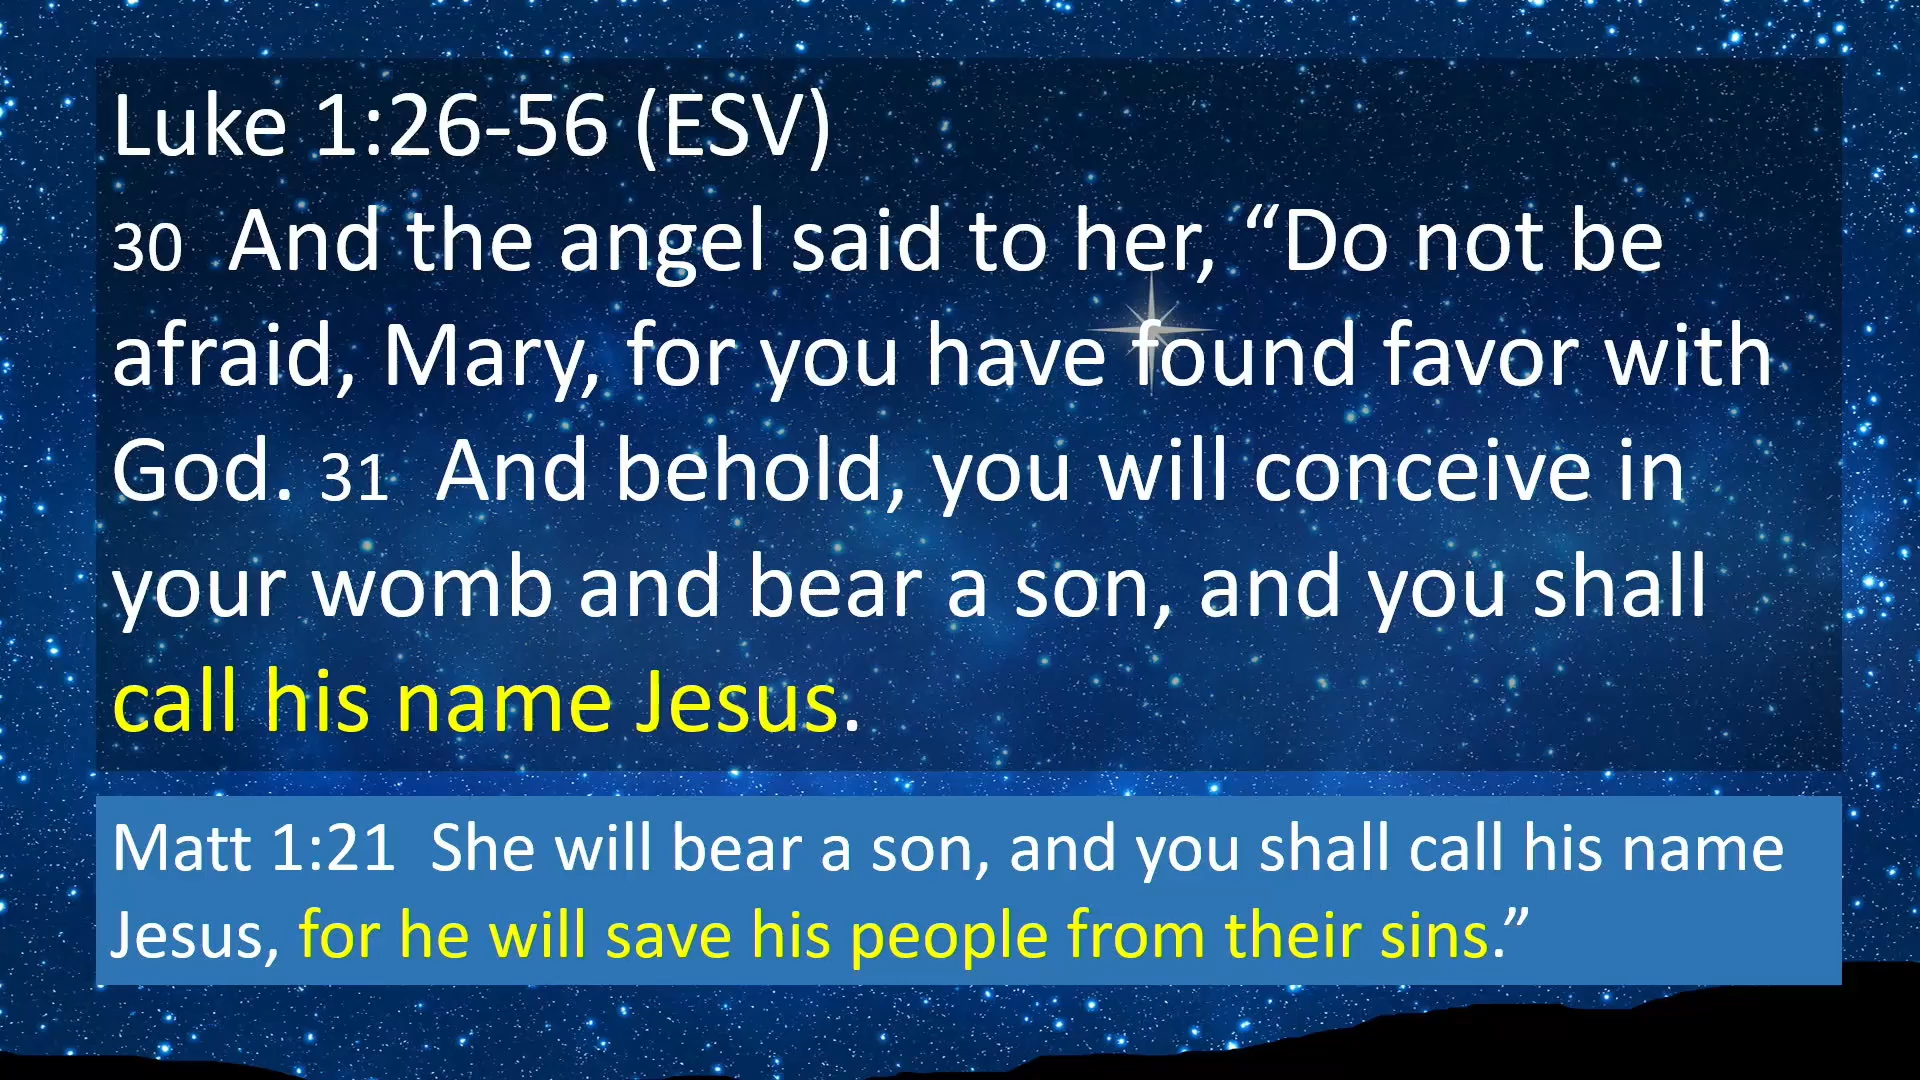 Luke 1:26-56 (ESV)
30 And the angel said to her, “Do not be
afraid, Mary, for you have found favor with
God. 31 And behold, you will conceive in
your womb and bear a son, and you shall
call his name Jesus.
Matt 1:21 She will bear a son, and you shall call his name
Jesus, for he will save his people from their sins.”